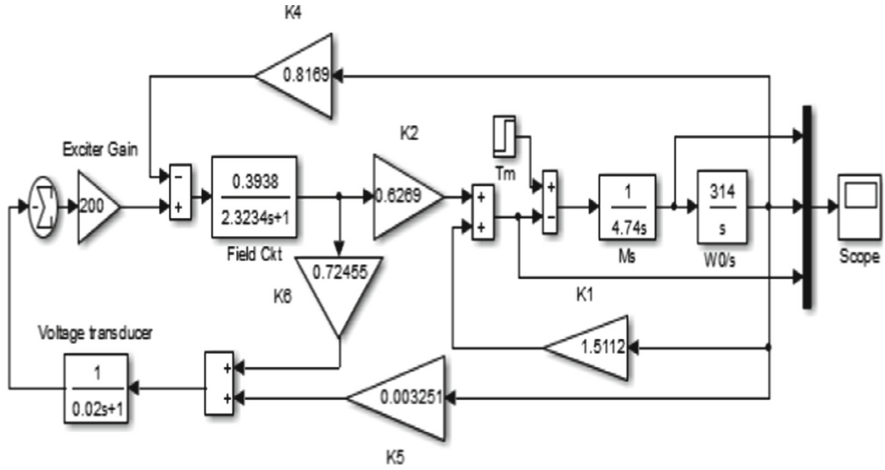 K4
0.8169
K2
Exciter Gain
Tm
−
+
0.3938
2.3234s+1
Field Ckt
0.6269
200
−
+
+
+
−
1
4.74s
Ms
314
s
W0/s
Scope
0.72455
K6
K1
1.5112
Voltage transducer
1
0.02s+1
+
+
0.003251
K5